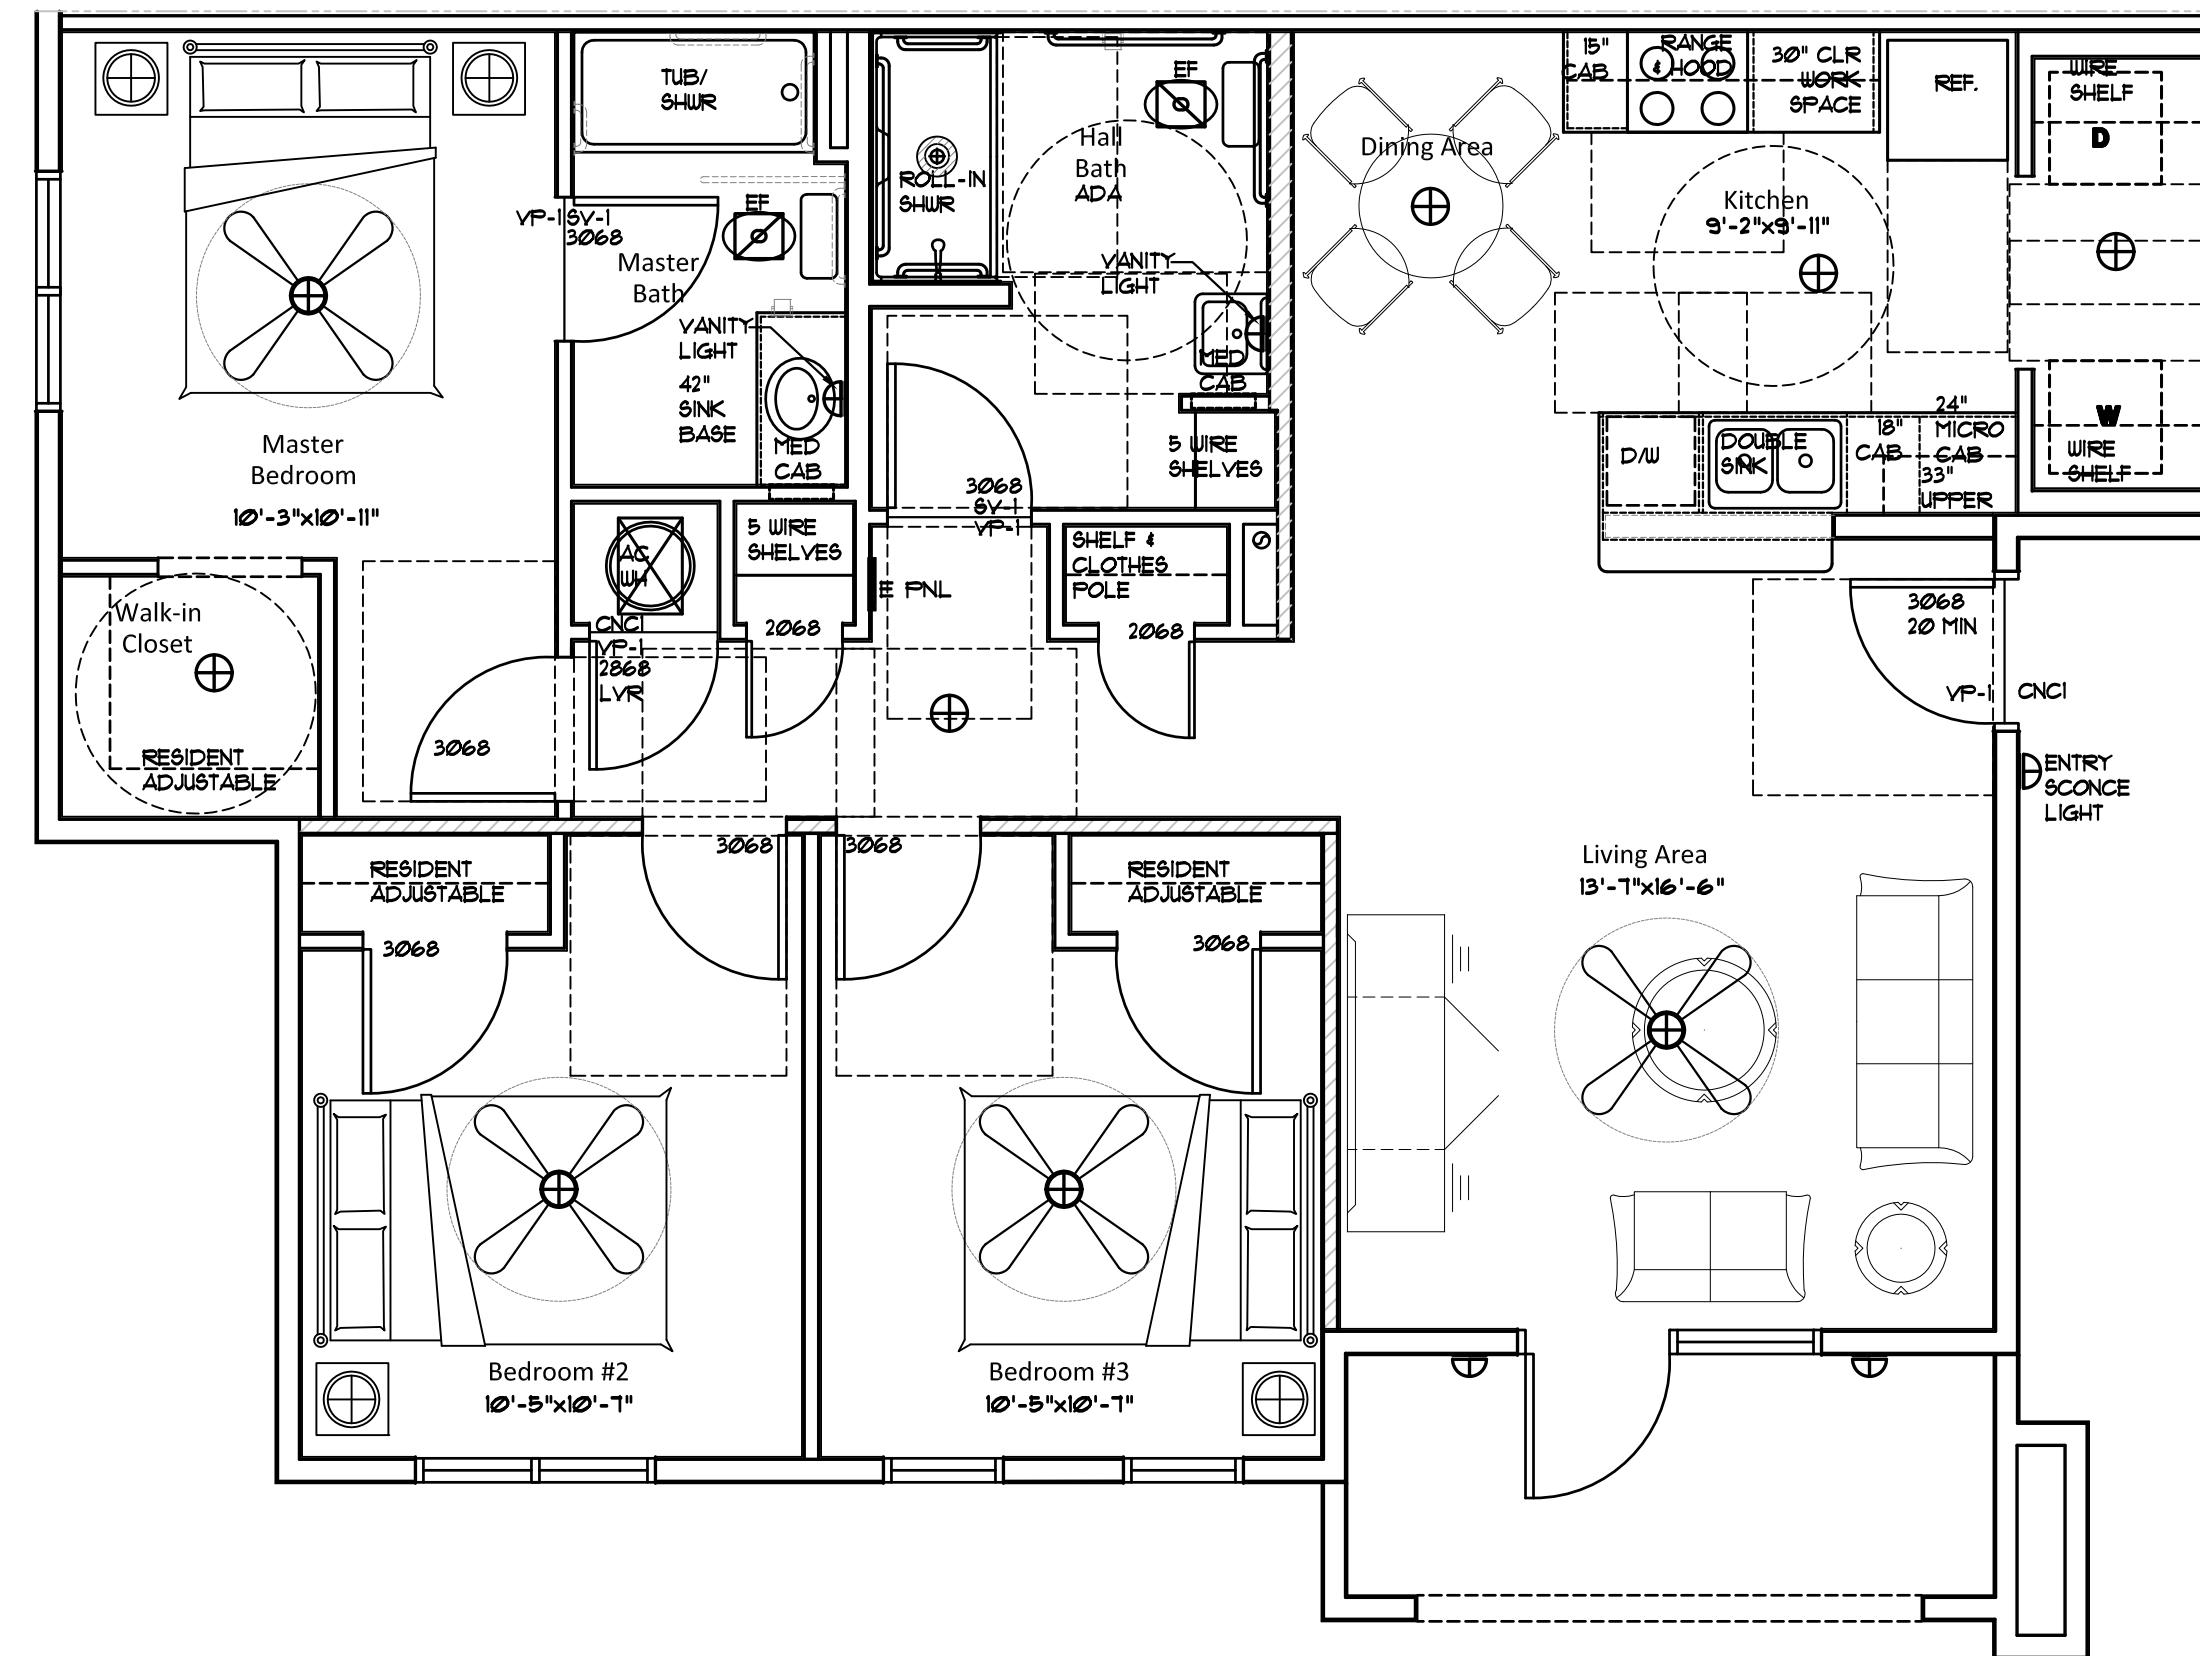 TUB/
SHWR
EF
VP-1 SV-1
3068
Master
Bath
VANITY
LIGHT
42"
SINK
BASE
MED
CAB
Master
Bedroom
10'-3"x10'-11"
ROLL-IN
SHWR
Hall
Bath
ADA
EF
VANITY
LIGHT
MED
CAB
5 WIRE
SHELVES
3068
SV-1
VP-1
Dining Area
15"
CAB
RANGE
& HOOD
30" CLR
WORK
SPACE
REF.
Kitchen
9'-2"x9'-11"
WIRE
SHELF
D
W
WIRE
SHELF
D/W
DOUBLE
SINK
18"
CAB
24"
MICRO
CAB
33"
UPPER
Walk-in
Closet
RESIDENT
ADJUSTABLE
AC
WH
CNC1
VP-1
2868
LVR
5 WIRE
SHELVES
2068
E PNL
SHELF &
CLOTHES
POLE
2068
3068
3068
20 MIN
VP-1
CNC1
ENTRY
SCONCE
LIGHT
RESIDENT
ADJUSTABLE
3068
3068
3068
RESIDENT
ADJUSTABLE
3068
Living Area
13'-7"x16'-6"
Bedroom #2
10'-5"x10'-7"
Bedroom #3
10'-5"x10'-7"